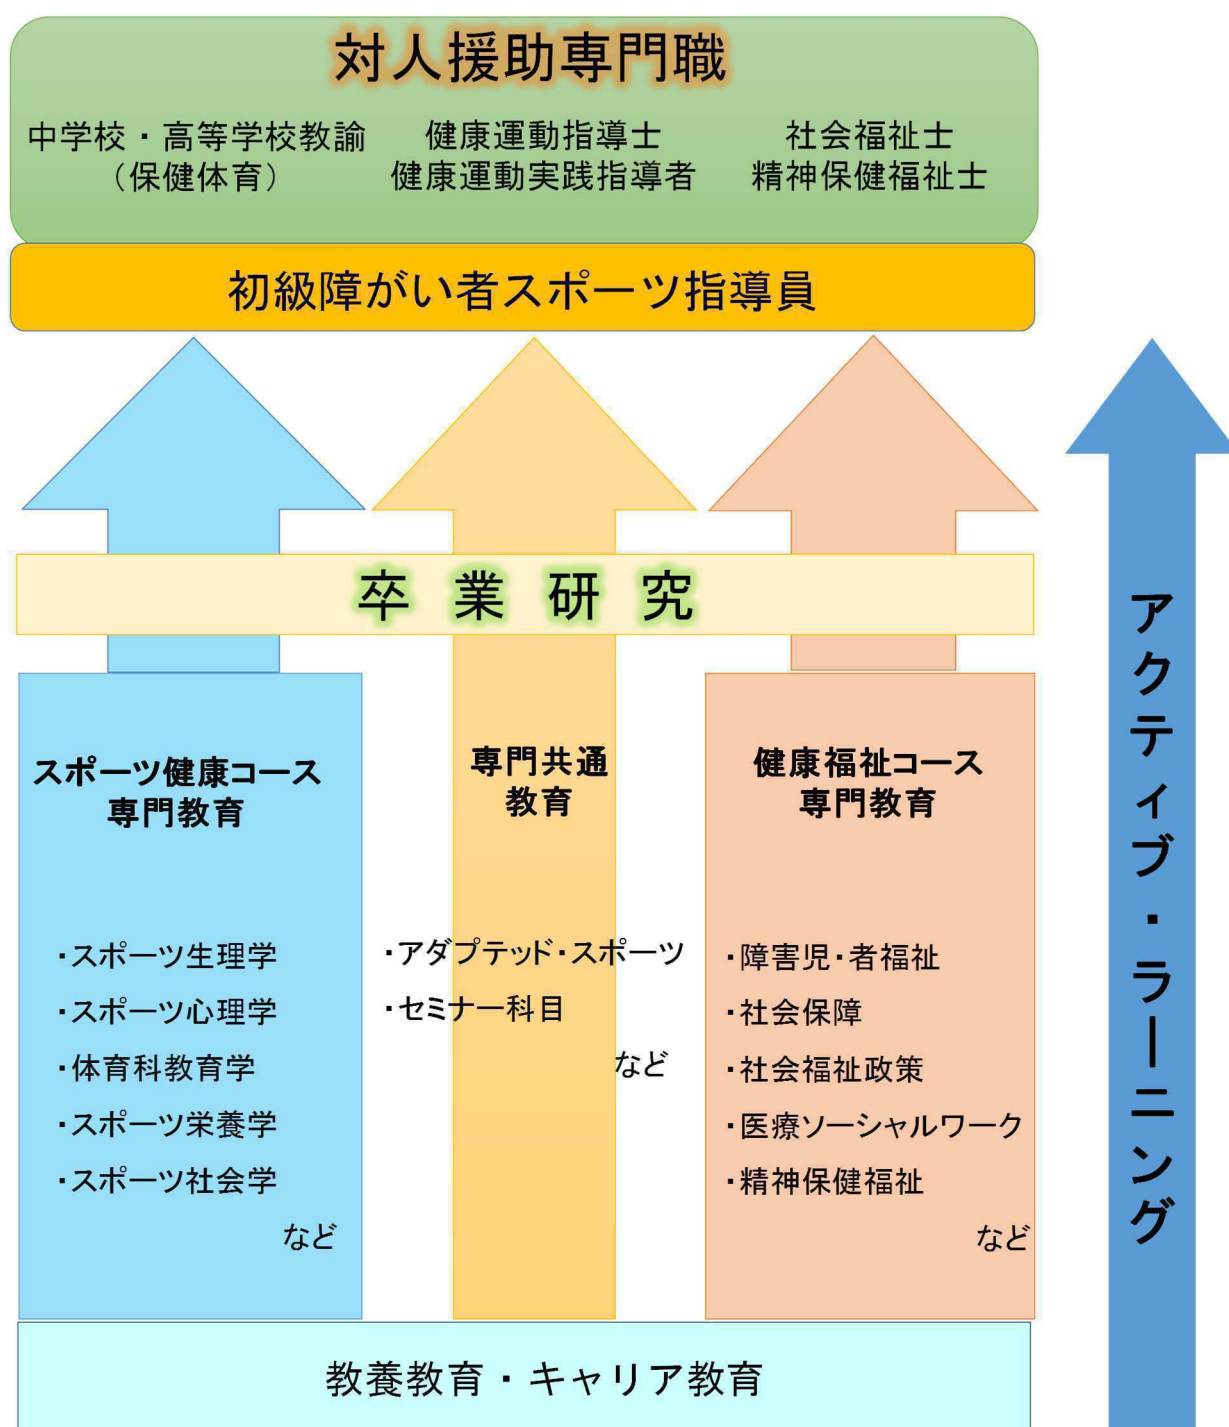 対人援助専門職
中学校・高等学校教諭
（保健体育）
健康運動指導士
健康運動実践指導者
社会福祉士
精神保健福祉士
初級障がい者スポーツ指導員
卒業研究
スポーツ健康コース
専門教育
・スポーツ生理学
・スポーツ心理学
・体育科教育学
・スポーツ栄養学
・スポーツ社会学
など
専門共通
教育
・アダプテッド・スポーツ
・セミナー科目
など
健康福祉コース
専門教育
・障害児・者福祉
・社会保障
・社会福祉政策
・医療ソーシャルワーク
・精神保健福祉
など
教養教育・キャリア教育
アクティブ・ラーニング